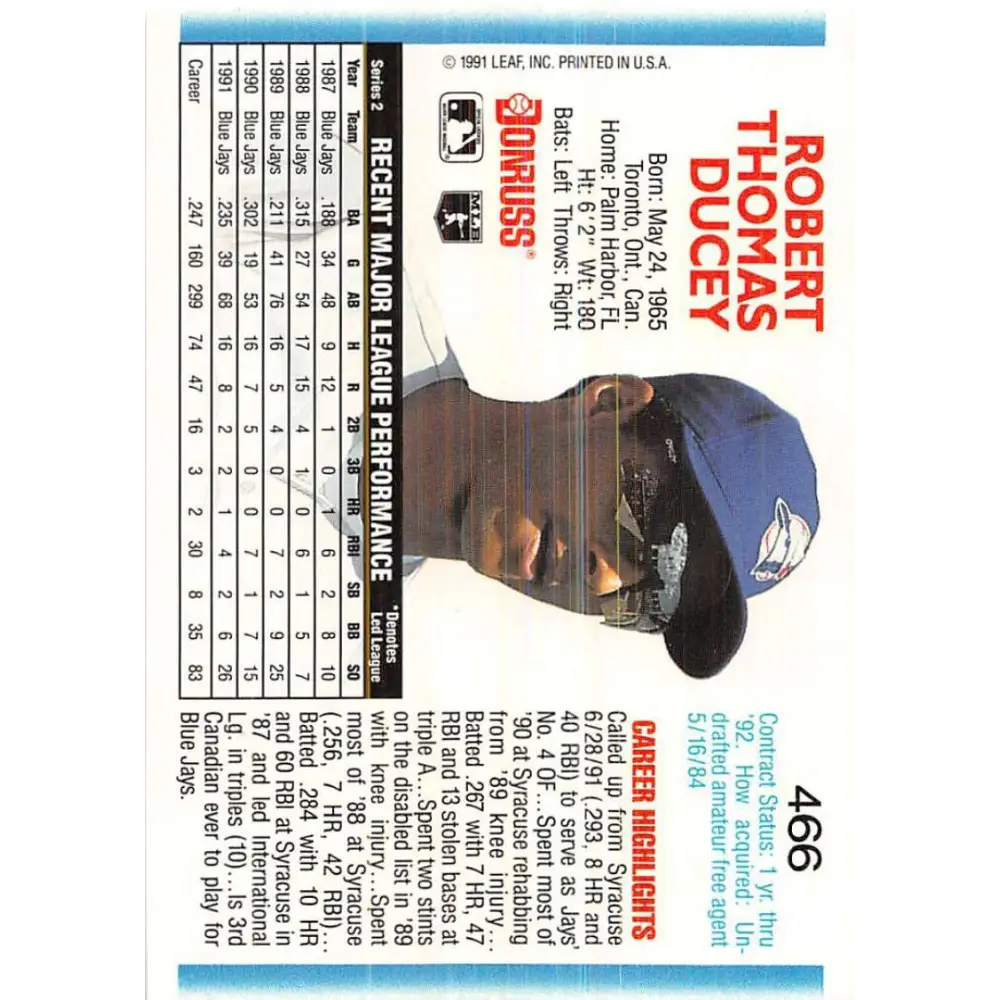 ROBERT
THOMAS
DUCEY
Born: May 24, 1965
Toronto, Ont., Can.
Home: Palm Harbor, FL
Ht: 6'2" Wt: 180
Bats: Left Throws: Right
DONRUSS®
MLB
© 1991 LEAF, INC. PRINTED IN U.S.A.
466
Contract Status: 1 yr. thru
'92. How acquired: Un-
drafted amateur free agent
5/16/84
CAREER HIGHLIGHTS
Called up from Syracuse
6/28/91 (.293, 8 HR and
40 RBI) to serve as Jays'
No. 4 OF...Spent most of
'90 at Syracuse rehabbing
from '89 knee injury...
Batted .267 with 7 HR, 47
RBI and 13 stolen bases at
triple A...Spent two stints
on the disabled list in '89
with knee injury...Spent
most of '88 at Syracuse
(.256, 7 HR, 42 RBI)...
Batted .284 with 10 HR
and 60 RBI at Syracuse in
'87 and led International
Lg. in triples (10)...Is 3rd
Canadian ever to play for
Blue Jays.
Series 2 RECENT MAJOR LEAGUE PERFORMANCE *Denotes
Led League
Year Team BA G AB H R 2B 3B HR RBI SB BB SO
1987 Blue Jays .188 34 48 9 12 1 0 1 6 2 8 10
1988 Blue Jays .315 27 54 17 15 4 1 0 6 1 5 7
1989 Blue Jays .211 41 76 16 5 4 0 0 7 2 9 25
1990 Blue Jays .302 19 53 16 7 5 0 0 7 1 7 15
1991 Blue Jays .235 39 68 16 8 2 2 1 4 2 6 26
Career .247 160 299 74 47 16 3 2 30 8 35 83